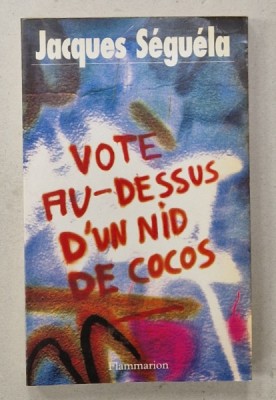 Jacques Séguéla
VOTE
AU-DESSUS
D'UN NID
DE COCOS
Flammarion